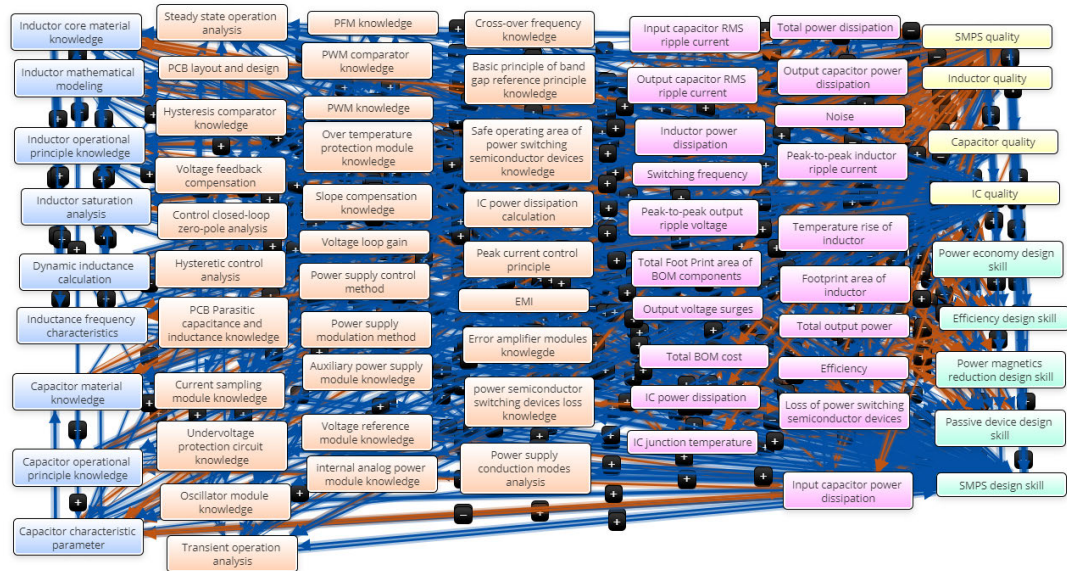 Inductor core material
knowledge
Inductor mathematical
modeling
Inductor operational
principle knowledge
Inductor saturation
analysis
Dynamic inductance
calculation
Inductance frequency
characteristics
Capacitor material
knowledge
Capacitor operational
principle knowledge
Capacitor characteristic
parameter
Steady state operation
analysis
PCB layout and design
Hysteresis comparator
knowledge
Voltage feedback
compensation
Control closed-loop
zero-pole analysis
Hysteretic control
analysis
PCB Parasitic
capacitance and
inductance knowledge
Current sampling
module knowledge
Undervoltage
protection circuit
knowledge
Oscillator module
knowledge
Transient operation
analysis
PFM knowledge
PWM comparator
knowledge
PWM knowledge
Over temperature
protection module
knowledge
Slope compensation
knowledge
Voltage loop gain
Power supply control
method
Power supply
modulation method
Auxiliary power supply
module knowledge
Voltage reference
module knowledge
internal analog power
module knowledge
Cross-over frequency
knowledge
Basic principle of band
gap reference principle
knowledge
Safe operating area of
power switching
semiconductor devices
knowledge
IC power dissipation
calculation
Peak current control
principle
EMI
Error amplifier modules
knowlegde
power semiconductor
switching devices loss
knowledge
Power supply
conduction modes
analysis
Input capacitor RMS
ripple current
Output capacitor RMS
ripple current
Inductor power
dissipation
Switching frequency
Peak-to-peak output
ripple voltage
Total Foot Print area of
BOM components
Output voltage surges
Total BOM cost
IC power dissipation
IC junction temperature
Total power dissipation
Output capacitor power
dissipation
Noise
Peak-to-peak inductor
ripple current
Temperature rise of
inductor
Footprint area of
inductor
Total output power
Efficiency
Loss of power switching
semiconductor devices
Input capacitor power
dissipation
SMPS quality
Inductor quality
Capacitor quality
IC quality
Power economy design
skill
Efficiency design skill
Power magnetics
reduction design skill
Passive device design
skill
SMPS design skill